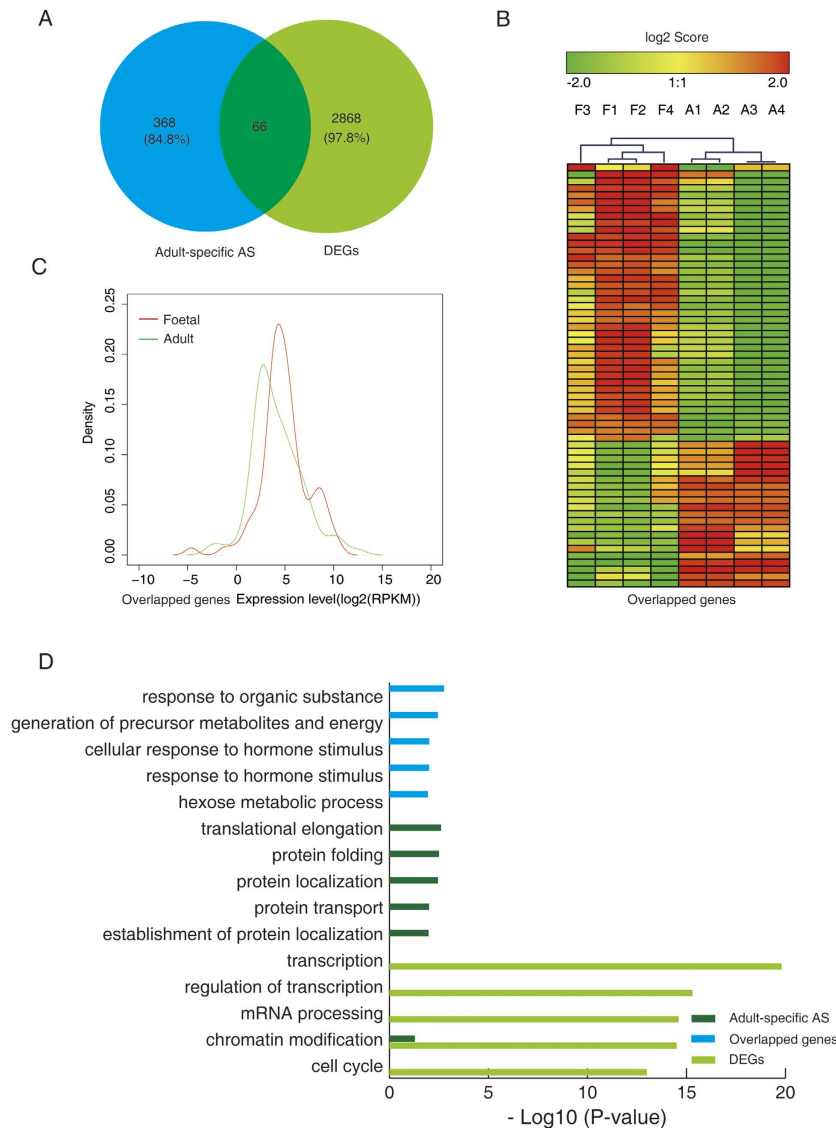 A
368
(84.8%)
66
2868
(97.8%)
Adult-specific AS
DEGs
B
log2 Score
-2.0
1:1
2.0
F3 F1 F2 F4 A1 A2 A3 A4
Overlapped genes
C
Foetal
Adult
0.25
0.20
0.15
0.10
0.05
0.00
Density
−10 −5 0 5 10 15 20
Overlapped genes Expression level(log2(RPKM))
D
response to organic substance
generation of precursor metabolites and energy
cellular response to hormone stimulus
response to hormone stimulus
hexose metabolic process
translational elongation
protein folding
protein localization
protein transport
establishment of protein localization
transcription
regulation of transcription
mRNA processing
chromatin modification
cell cycle
Adult-specific AS
Overlapped genes
DEGs
0 5 10 15 20
- Log10 (P-value)